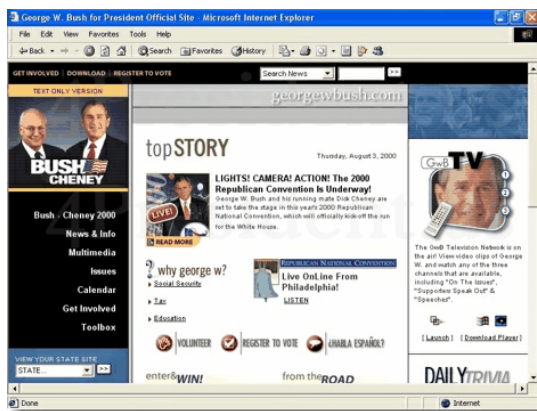 George W. Bush for President Official Site - Microsoft Internet Explorer
File Edit View Favorites Tools Help
Back Search Favorites History
GET INVOLVED | DOWNLOAD | REGISTER TO VOTE Search News >>
TEXT ONLY VERSION
georgewbush.com
BUSH
CHENEY
Bush - Cheney 2000
News & Info
Multimedia
Issues
Calendar
Get Involved
Toolbox
VIEW YOUR STATE SITE
STATE... >>
topSTORY
Thursday, August 3, 2000
LIVE!
READ MORE
LIGHTS! CAMERA! ACTION! The 2000
Republican Convention Is Underway!
George W. Bush and his running mate Dick Cheney are
set to take the stage in this year's 2000 Republican
National Convention, which will officially kick off the run
for the White House.
? why george w?
Social Security
Tax
Education
REPUBLICAN NATIONAL CONVENTION
Live OnLine From
Philadelphia!
LISTEN
VOLUNTEER REGISTER TO VOTE ¿HABLA ESPAÑOL?
enter&WIN! from theROAD
GwB TV
1
2
3
The GwB Television Network is on
the air! View video clips of George
W. and watch any of the three
channels that are available,
including "On The Issues",
"Supporters Speak Out" &
"Speeches".
[Launch] [Download Player]
DAILYTRIVIA
Done Internet